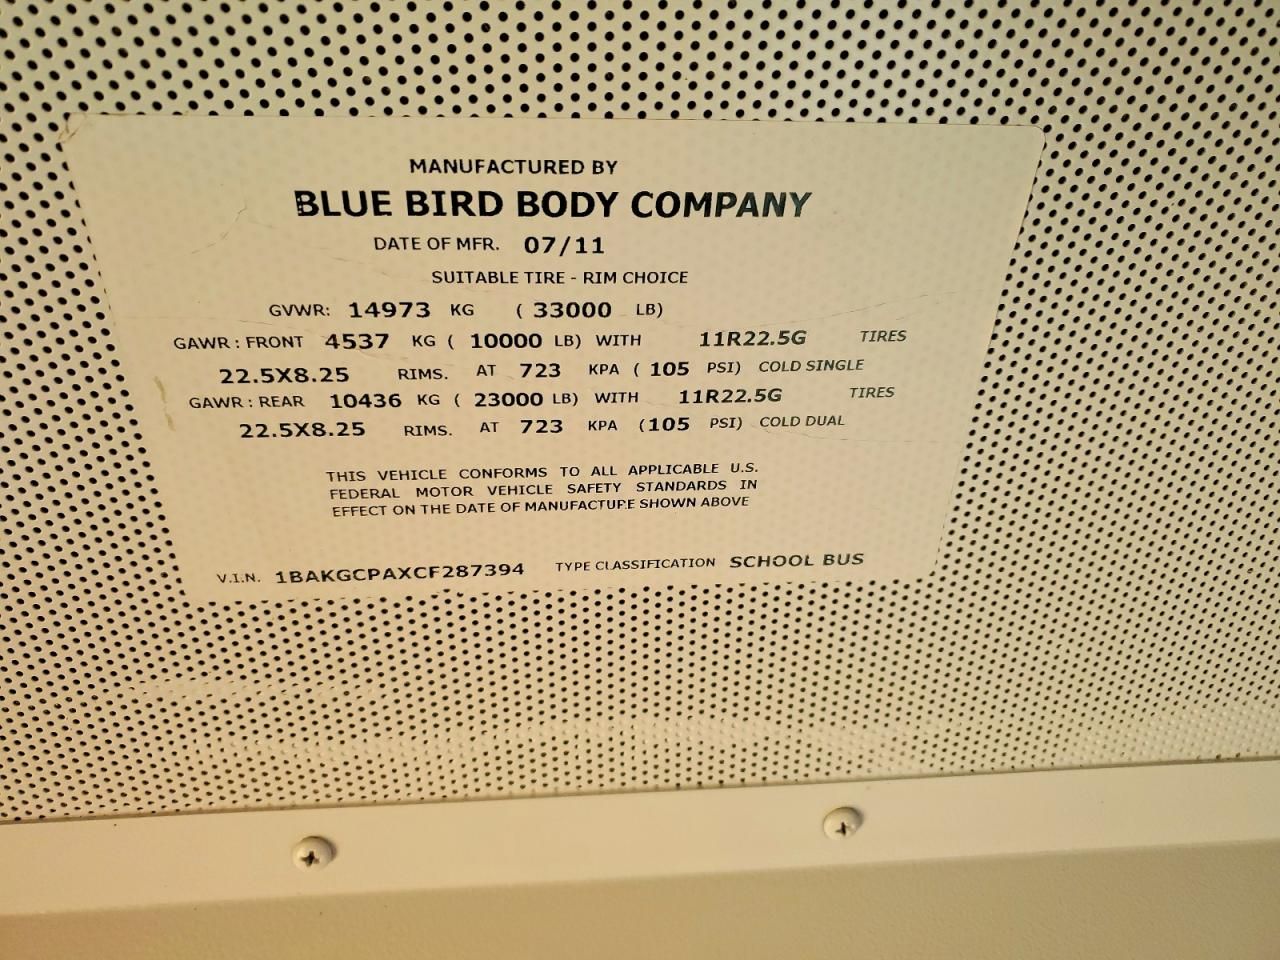 MANUFACTURED BY
BLUE BIRD BODY COMPANY
DATE OF MFR. 07/11
SUITABLE TIRE - RIM CHOICE
GVWR: 14973 KG ( 33000 LB)
GAWR : FRONT 4537 KG ( 10000 LB) WITH 11R22.5G TIRES
22.5X8.25 RIMS. AT 723 KPA ( 105 PSI) COLD SINGLE
GAWR : REAR 10436 KG ( 23000 LB) WITH 11R22.5G TIRES
22.5X8.25 RIMS. AT 723 KPA (105 PSI) COLD DUAL
THIS VEHICLE CONFORMS TO ALL APPLICABLE U.S.
FEDERAL MOTOR VEHICLE SAFETY STANDARDS IN
EFFECT ON THE DATE OF MANUFACTURE SHOWN ABOVE
V.I.N. 1BAKGCPAXCF287394 TYPE CLASSIFICATION SCHOOL BUS